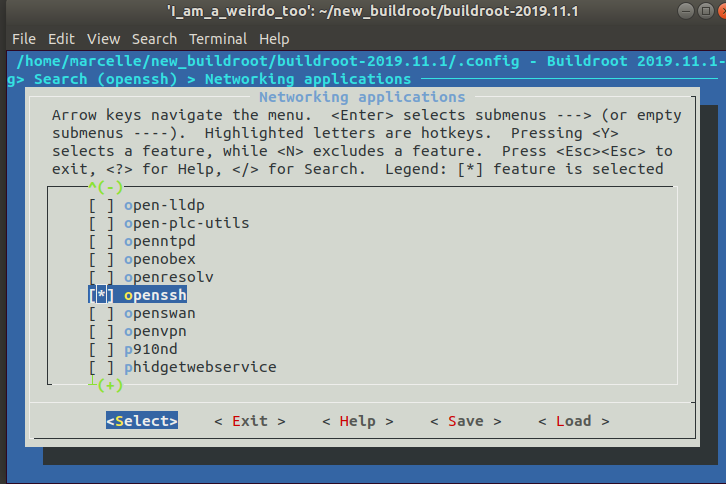 'I_am_a_weirdo_too': ~/new_buildroot/buildroot-2019.11.1
File Edit View Search Terminal Help
/home/marcelle/new_buildroot/buildroot-2019.11.1/.config - Buildroot 2019.11.1-
g> Search (openssh) > Networking applications
Networking applications
Arrow keys navigate the menu. <Enter> selects submenus ---> (or empty
submenus ----). Highlighted letters are hotkeys. Pressing <Y>
selects a feature, while <N> excludes a feature. Press <Esc><Esc> to
exit, <?> for Help, </> for Search. Legend: [*] feature is selected
^(-)
[ ] open-lldp
[ ] open-plc-utils
[ ] openntpd
[ ] openobex
[ ] openresolv
[*] openssh
[ ] openswan
[ ] openvpn
[ ] p910nd
[ ] phidgetwebservice
┴(+)
<Select> < Exit > < Help > < Save > < Load >